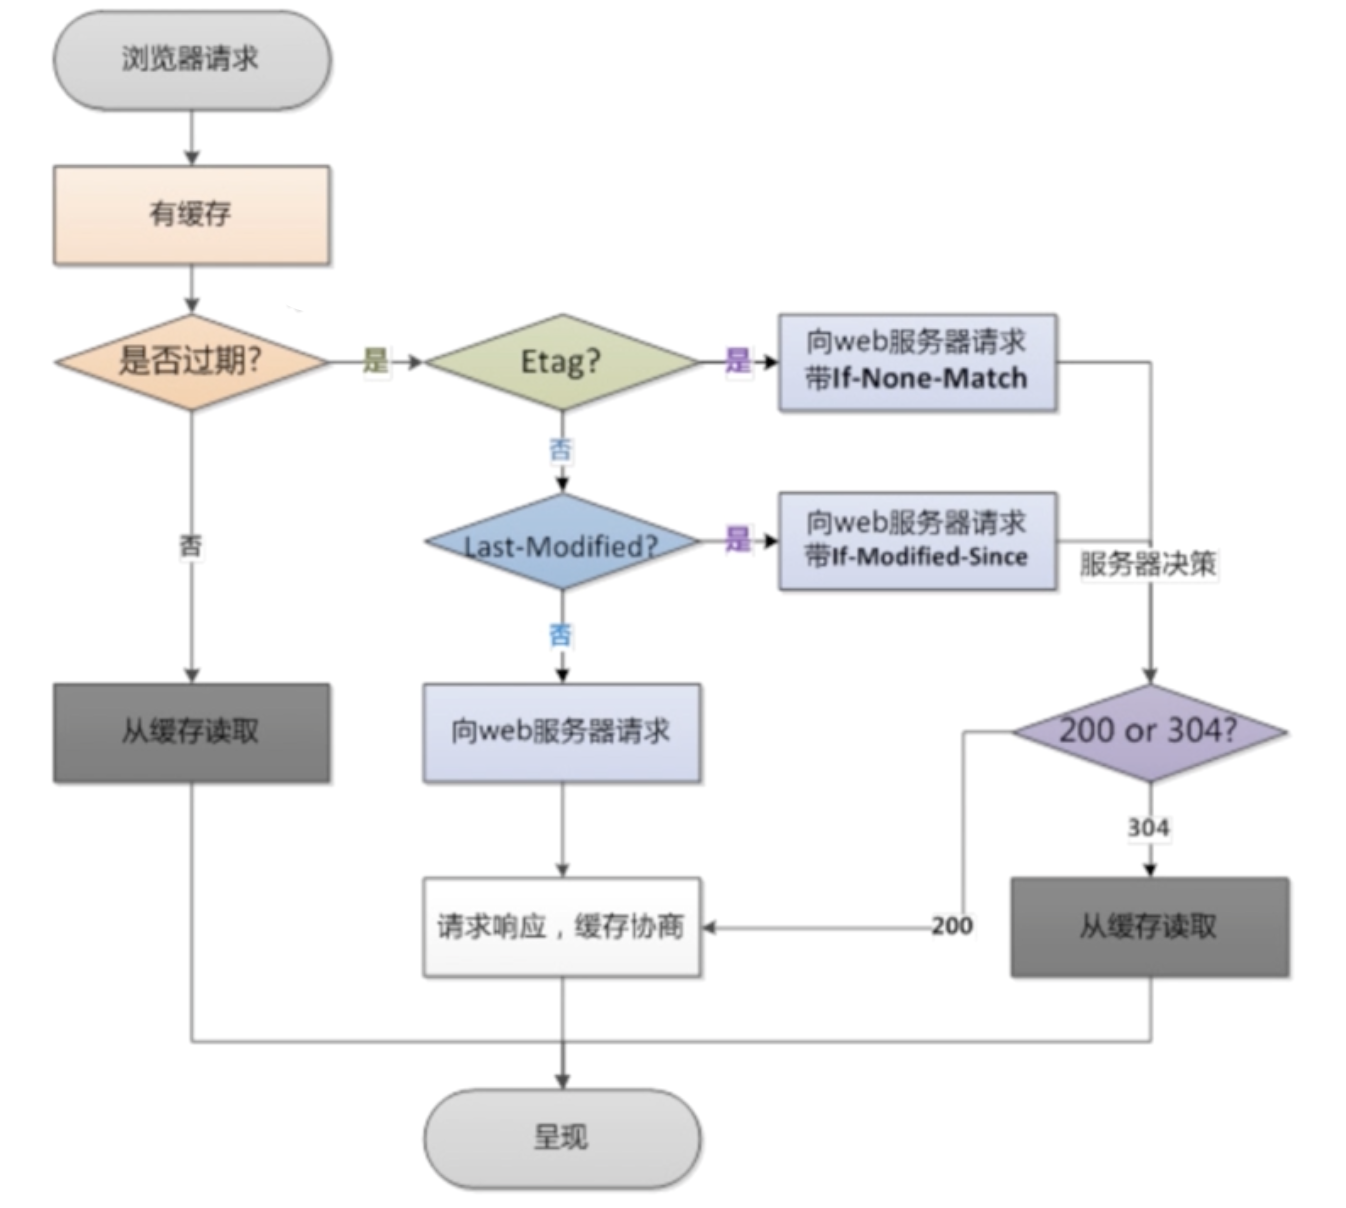 浏览器请求
有缓存
是否过期?
是
Etag?
是
向web服务器请求
带If-None-Match
否
否
Last-Modified?
是
向web服务器请求
带If-Modified-Since
服务器决策
否
从缓存读取
向web服务器请求
200 or 304?
304
请求响应，缓存协商
200
从缓存读取
呈现